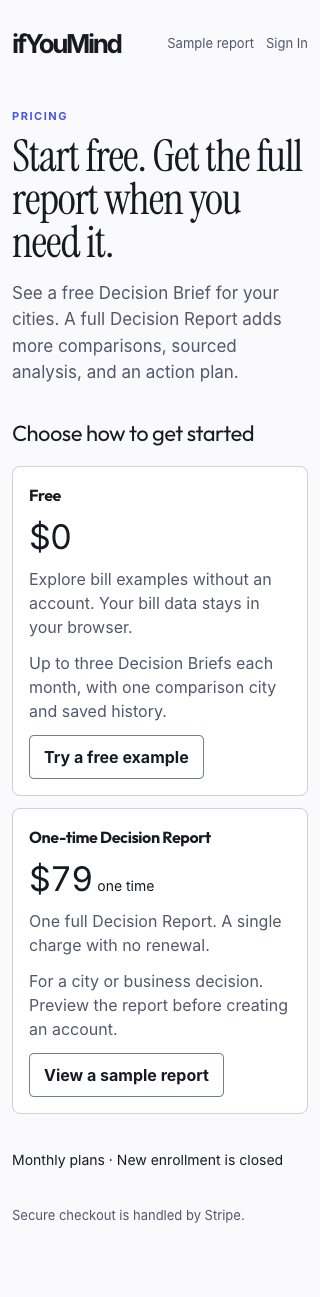 ifYouMind
Sample report
Sign In
PRICING
Start free. Get the full
report when you
need it.
See a free Decision Brief for your
cities. A full Decision Report adds
more comparisons, sourced
analysis, and an action plan.
Choose how to get started
Free
$0
Explore bill examples without an
account. Your bill data stays in
your browser.
Up to three Decision Briefs each
month, with one comparison city
and saved history.
Try a free example
One-time Decision Report
$79 one time
One full Decision Report. A single
charge with no renewal.
For a city or business decision.
Preview the report before creating
an account.
View a sample report
Monthly plans · New enrollment is closed
Secure checkout is handled by Stripe.